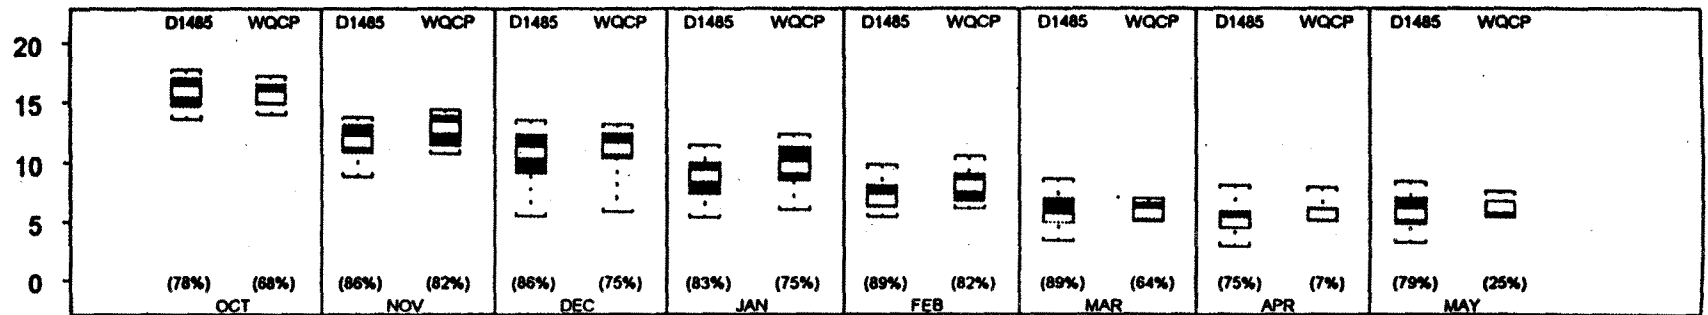 D1485 WQCP D1485 WQCP D1485 WQCP D1485 WQCP D1485 WQCP D1485 WQCP D1485 WQCP D1485 WQCP
20
15
10
5
0
(78%) (68%) (86%) (82%) (86%) (75%) (83%) (75%) (89%) (82%) (89%) (64%) (75%) (7%) (79%) (25%)
OCT NOV DEC JAN FEB MAR APR MAY